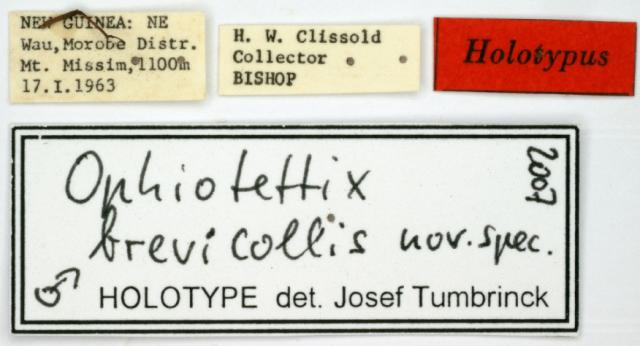 NEW GUINEA: NE
Wau, Morobe Distr.
Mt. Missim, 1100m
17.I.1963
H. W. Clissold
Collector
BISHOP
Holotypus
Ophiotettix
brevicollis nov. spec.
2007
♂ HOLOTYPE det. Josef Tumbrinck